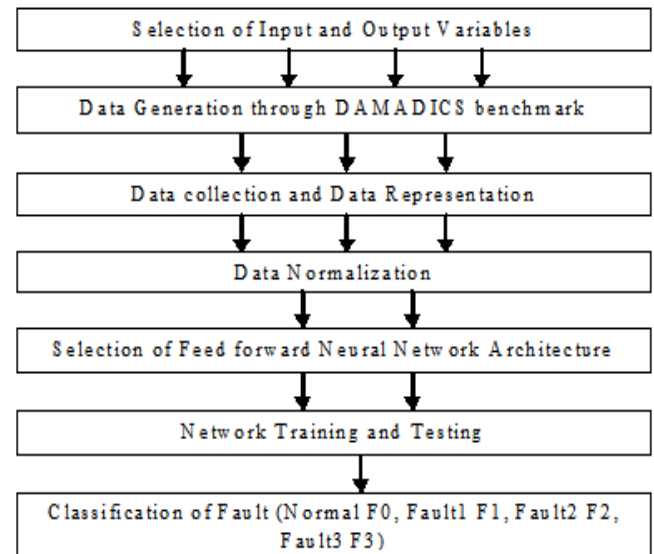 Selection of Input and Output Variables
Data Generation through DAMADICS benchmark
Data collection and Data Representation
Data Normalization
Selection of Feed forward Neural Network Architecture
Network Training and Testing
Classification of Fault (Normal F0, Fault1 F1, Fault2 F2,
Fault3 F3)